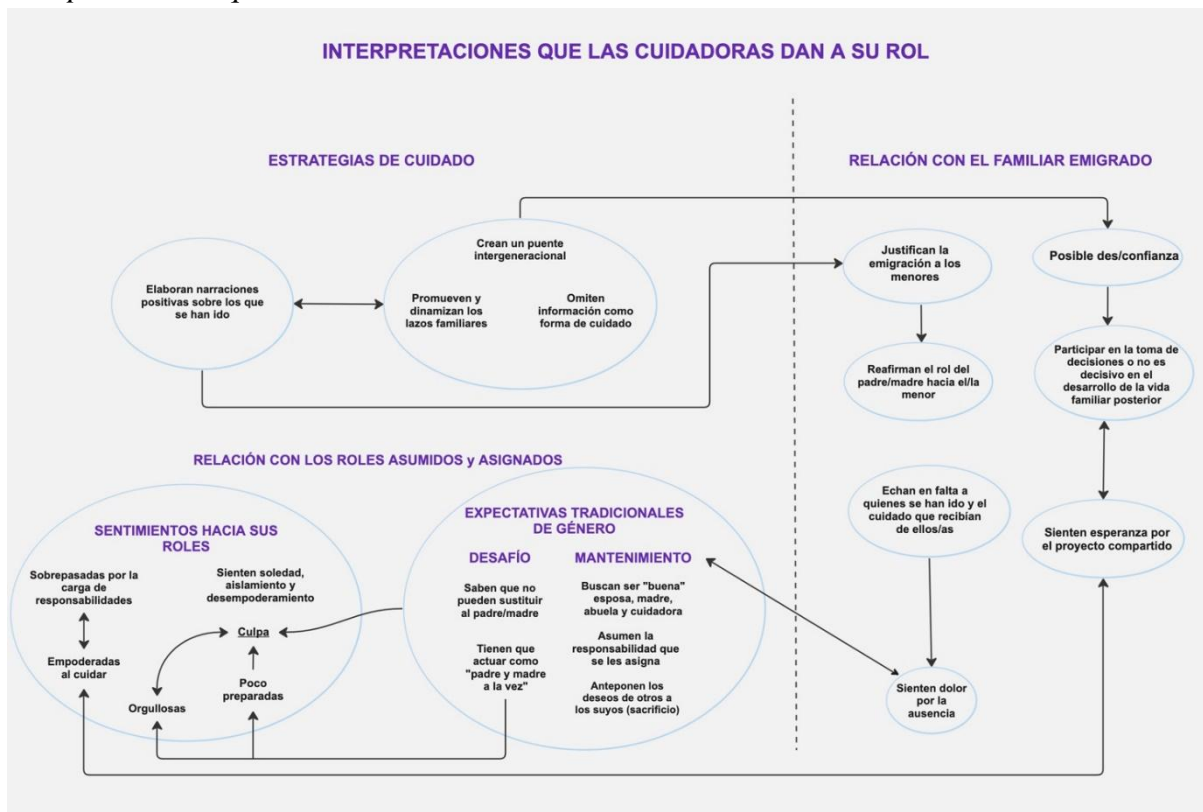 INTERPRETACIONES QUE LAS CUIDADORAS DAN A SU ROL
ESTRATEGIAS DE CUIDADO
Elaboran narraciones
positivas sobre los que
se han ido
Crean un puente
intergeneracional
Promueven y
dinamizan los
lazos familiares
Omiten
información como
forma de cuidado
RELACIÓN CON EL FAMILIAR EMIGRADO
Justifican la
emigración a los
menores
Reafirman el rol del
padre/madre hacia el/la
menor
Posible des/confianza
Participar en la toma de
decisiones o no es
decisivo en el
desarrollo de la vida
familiar posterior
Echan en falta a
quienes se han ido y el
cuidado que recibían
de ellos/as
Sienten esperanza por
el proyecto compartido
Sienten dolor
por la
ausencia
RELACIÓN CON LOS ROLES ASUMIDOS y ASIGNADOS
SENTIMIENTOS HACIA SUS
ROLES
Sobrepasadas por la
carga de
responsabilidades
Sienten soledad,
aislamiento y
desempoderamiento
Culpa
Empoderadas
al cuidar
Orgullosas
Poco
preparadas
EXPECTATIVAS TRADICIONALES
DE GÉNERO
DESAFÍO
Saben que no
pueden sustituir
al padre/madre
Tienen que
actuar como
"padre y madre
a la vez"
MANTENIMIENTO
Buscan ser "buena"
esposa, madre,
abuela y cuidadora
Asumen la
responsabilidad que
se les asigna
Anteponen los
deseos de otros a
los suyos (sacrificio)